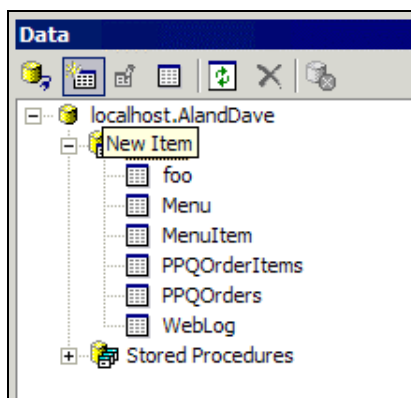 Data
localhost.AlandDave
New Item
foo
Menu
MenuItem
PPQOrderItems
PPQOrders
WebLog
Stored Procedures